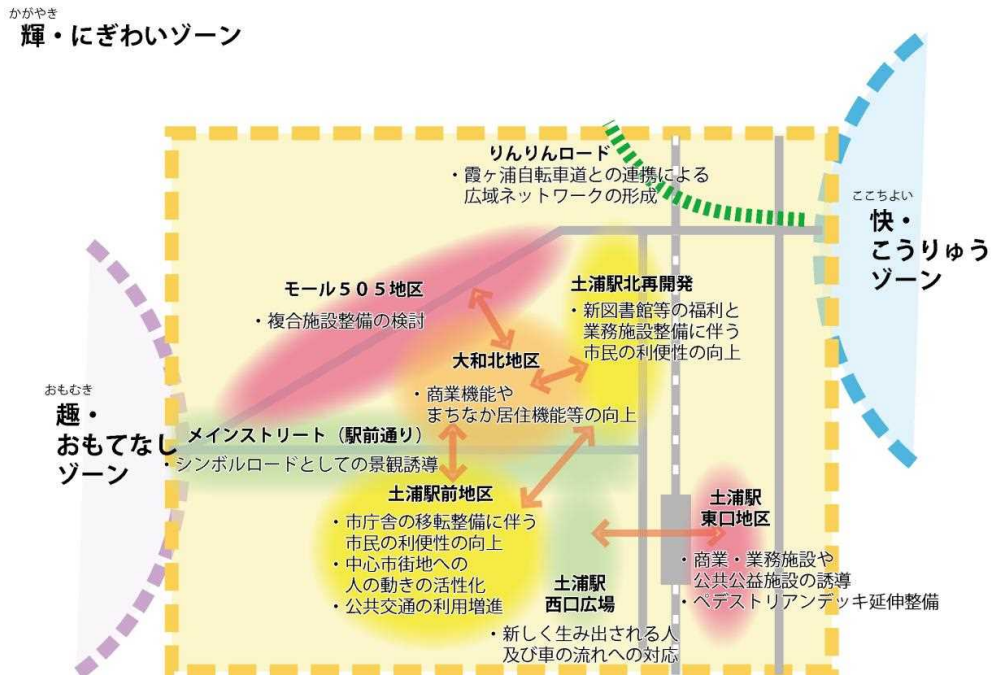 かがやき
輝・にぎわいゾーン
りんりんロード
・霞ヶ浦自転車道との連携による
広域ネットワークの形成
ここちよい
快・
こうりゅう
ゾーン
モール５０５地区
・複合施設整備の検討
土浦駅北再開発
・新図書館等の福利と
業務施設整備に伴う
市民の利便性の向上
大和北地区
・商業機能や
まちなか居住機能等の向上
おもむき
趣・
おもてなし
ゾーン
メインストリート（駅前通り）
・シンボルロードとしての景観誘導
土浦駅前地区
・市庁舎の移転整備に伴う
市民の利便性の向上
・中心市街地への
人の動きの活性化
・公共交通の利用増進
土浦駅
西口広場
・新しく生み出される人
及び車の流れへの対応
土浦駅
東口地区
・商業・業務施設や
公共公益施設の誘導
・ペデストリアンデッキ延伸整備